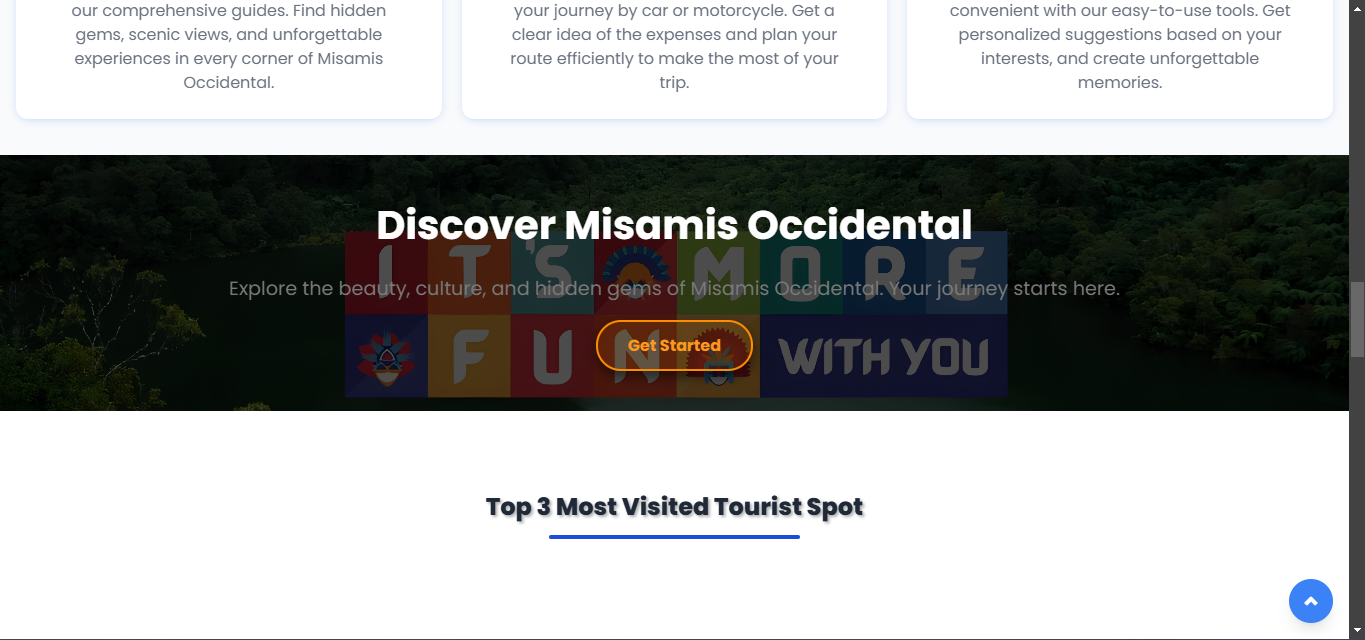 our comprehensive guides. Find hidden
gems, scenic views, and unforgettable
experiences in every corner of Misamis
Occidental.
your journey by car or motorcycle. Get a
clear idea of the expenses and plan your
route efficiently to make the most of your
trip.
convenient with our easy-to-use tools. Get
personalized suggestions based on your
interests, and create unforgettable
memories.
Discover Misamis Occidental
IT'S MORE
Explore the beauty, culture, and hidden gems of Misamis Occidental. Your journey starts here.
FUN WITH YOU
Get Started
Top 3 Most Visited Tourist Spot